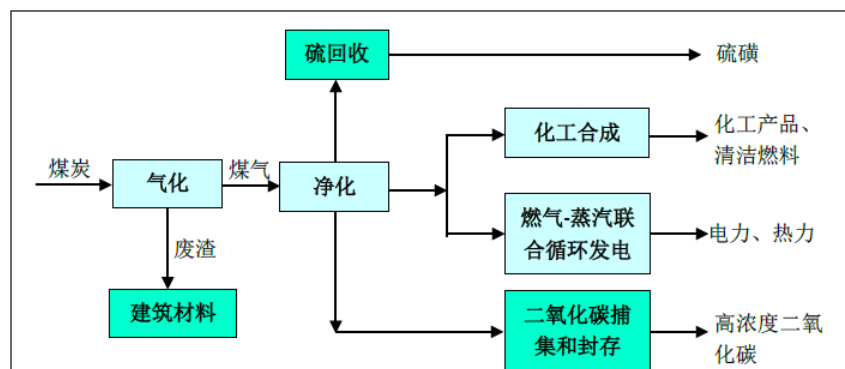 硫回收
硫磺
煤炭
气化
煤气
净化
化工合成
化工产品、
清洁燃料
燃气-蒸汽联
合循环发电
电力、热力
废渣
建筑材料
二氧化碳捕
集和封存
高浓度二氧
化碳